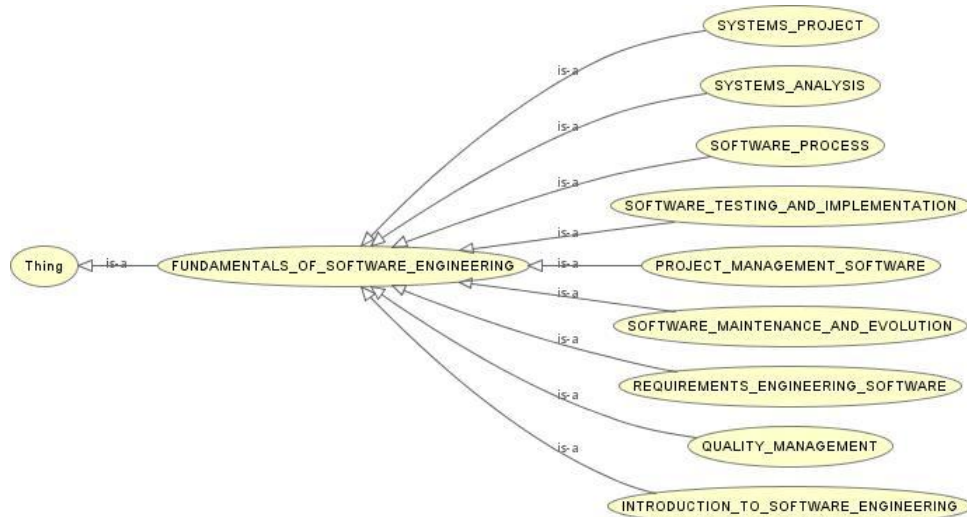 SYSTEMS_PROJECT
is-a
SYSTEMS_ANALYSIS
is-a
SOFTWARE_PROCESS
is-a
SOFTWARE_TESTING_AND_IMPLEMENTATION
is-a
Thing
is-a
FUNDAMENTALS_OF_SOFTWARE_ENGINEERING
is-a
PROJECT_MANAGEMENT_SOFTWARE
is-a
SOFTWARE_MAINTENANCE_AND_EVOLUTION
is-a
REQUIREMENTS_ENGINEERING_SOFTWARE
is-a
QUALITY_MANAGEMENT
is-a
INTRODUCTION_TO_SOFTWARE_ENGINEERING